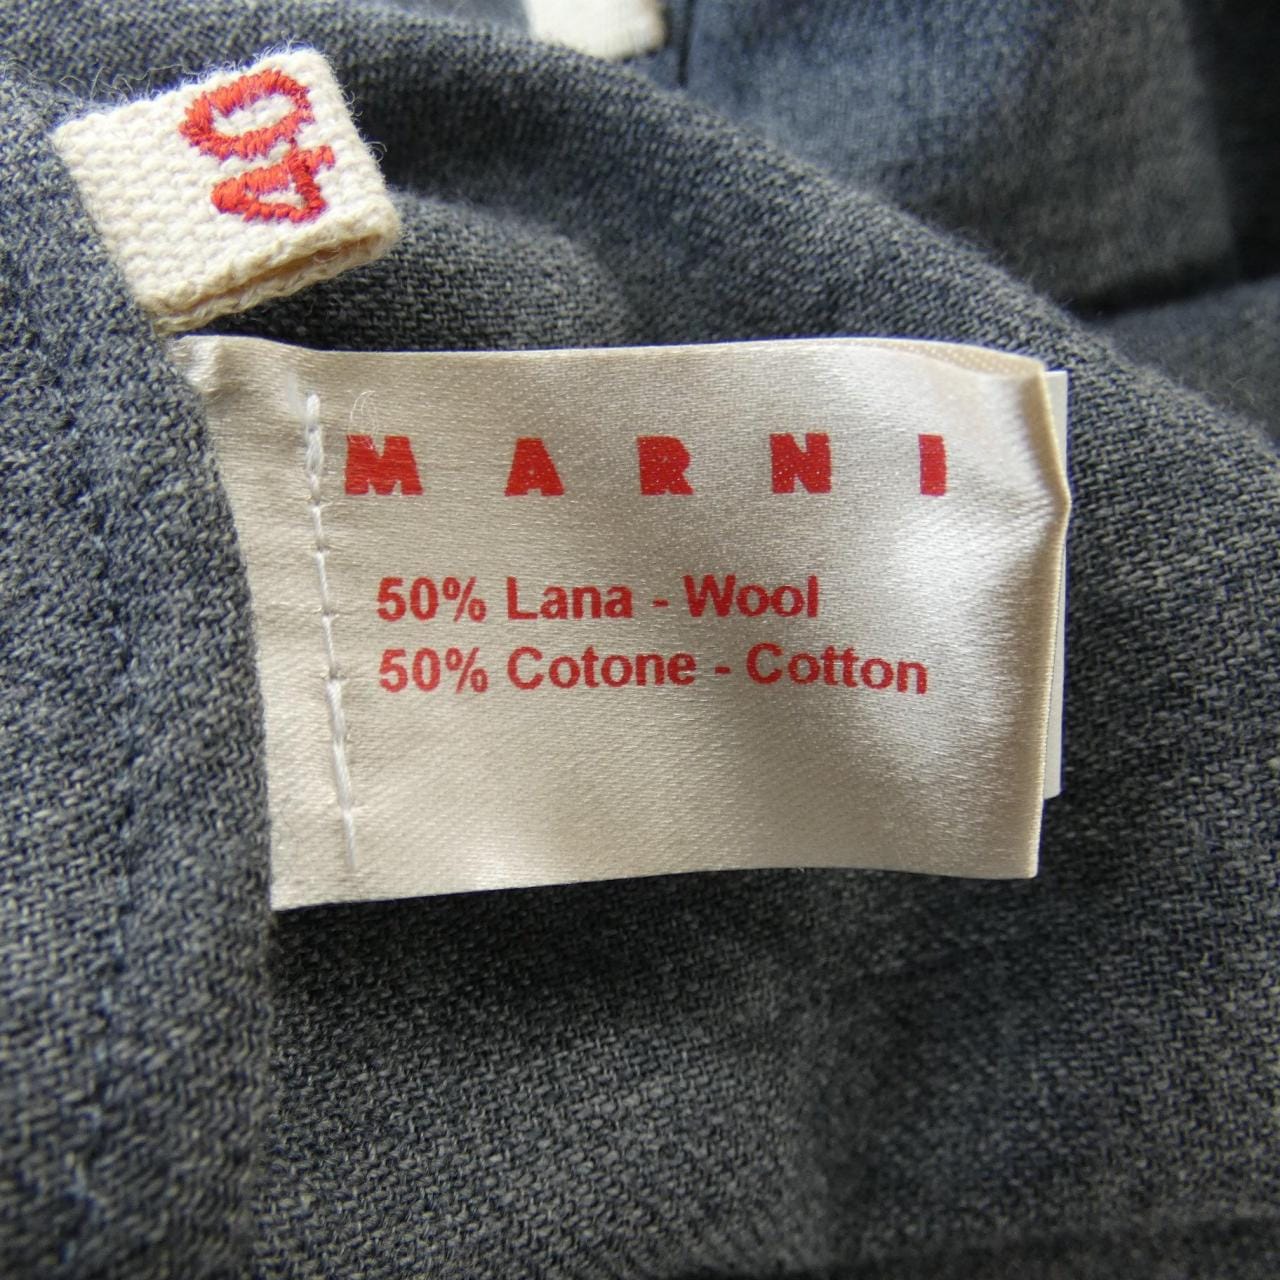 40
MARNI
50% Lana - Wool
50% Cotone - Cotton